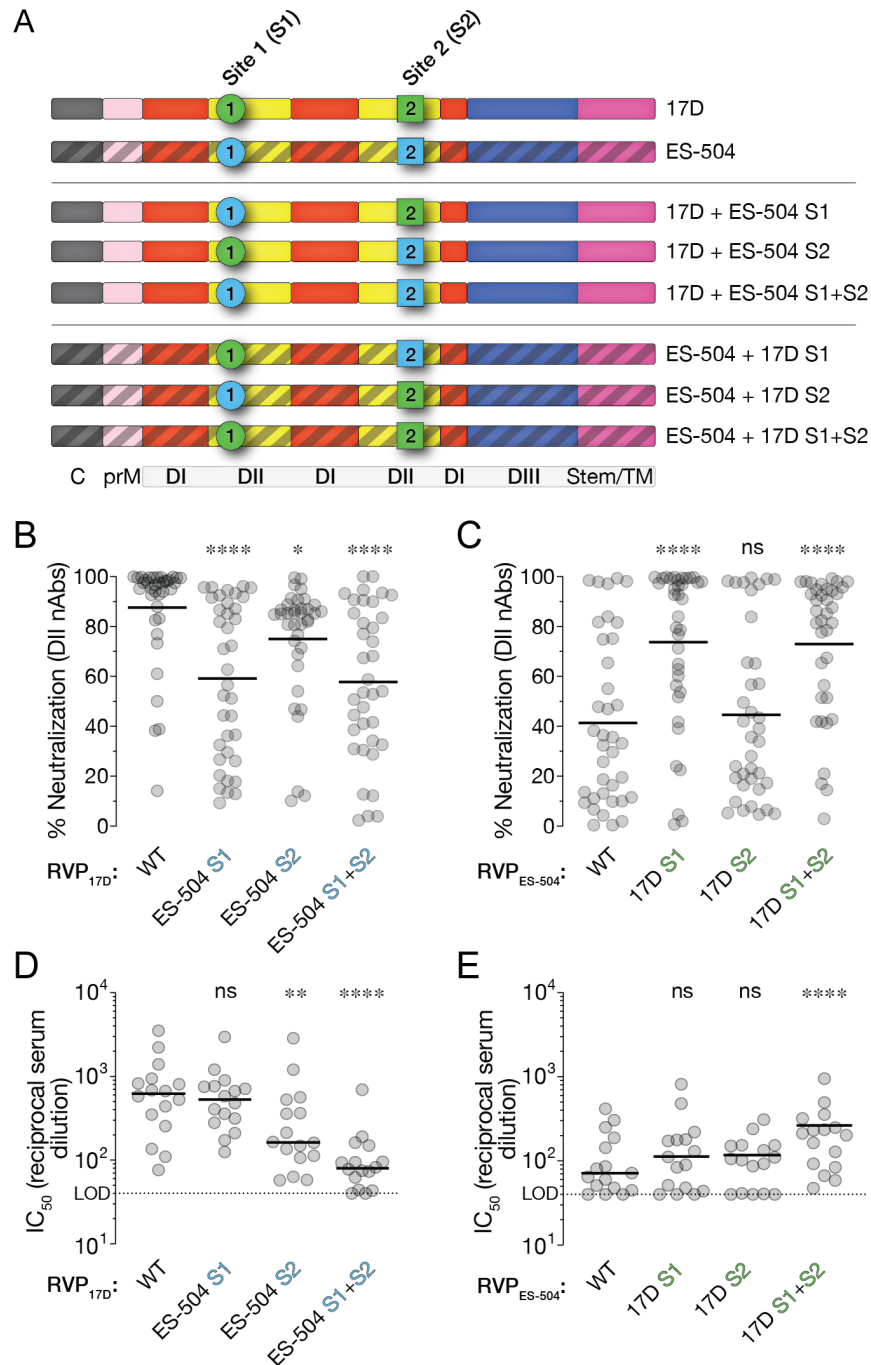 A
Site 1 (S1)
Site 2 (S2)
1 2 17D
1 2 ES-504
1 2 17D + ES-504 S1
1 2 17D + ES-504 S2
1 2 17D + ES-504 S1+S2
1 2 ES-504 + 17D S1
1 2 ES-504 + 17D S2
1 2 ES-504 + 17D S1+S2
C prM DI DII DI DII DI DIII Stem/TM
B
% Neutralization (DII nAbs)
100
80
60
40
20
0
**** * ****
RVP17D:
WT
ES-504 S1
ES-504 S2
ES-504 S1+S2
C
% Neutralization (DII nAbs)
100
80
60
40
20
0
**** ns ****
RVPES-504:
WT
17D S1
17D S2
17D S1+S2
D
IC50 (reciprocal serum
dilution)
10^4
10^3
10^2
LOD
10^1
ns ** ****
RVP17D:
WT
ES-504 S1
ES-504 S2
ES-504 S1+S2
E
IC50 (reciprocal serum
dilution)
10^4
10^3
10^2
LOD
10^1
ns ns ****
RVPES-504:
WT
17D S1
17D S2
17D S1+S2